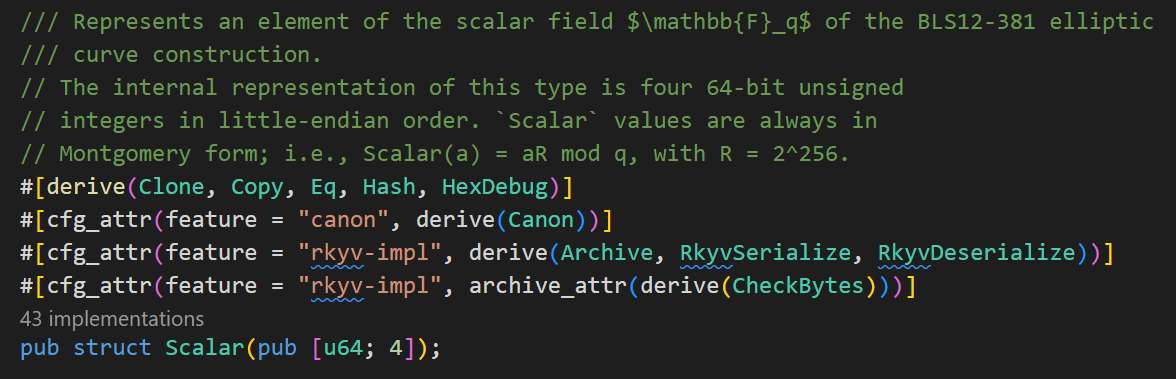 /// Represents an element of the scalar field $\mathbb{F}_q$ of the BLS12-381 elliptic
/// curve construction.
// The internal representation of this type is four 64-bit unsigned
// integers in little-endian order. `Scalar` values are always in
// Montgomery form; i.e., Scalar(a) = aR mod q, with R = 2^256.
#[derive(Clone, Copy, Eq, Hash, HexDebug)]
#[cfg_attr(feature = "canon", derive(Canon))]
#[cfg_attr(feature = "rkyv-impl", derive(Archive, RkyvSerialize, RkyvDeserialize))]
#[cfg_attr(feature = "rkyv-impl", archive_attr(derive(CheckBytes)))]
43 implementations
pub struct Scalar(pub [u64; 4]);